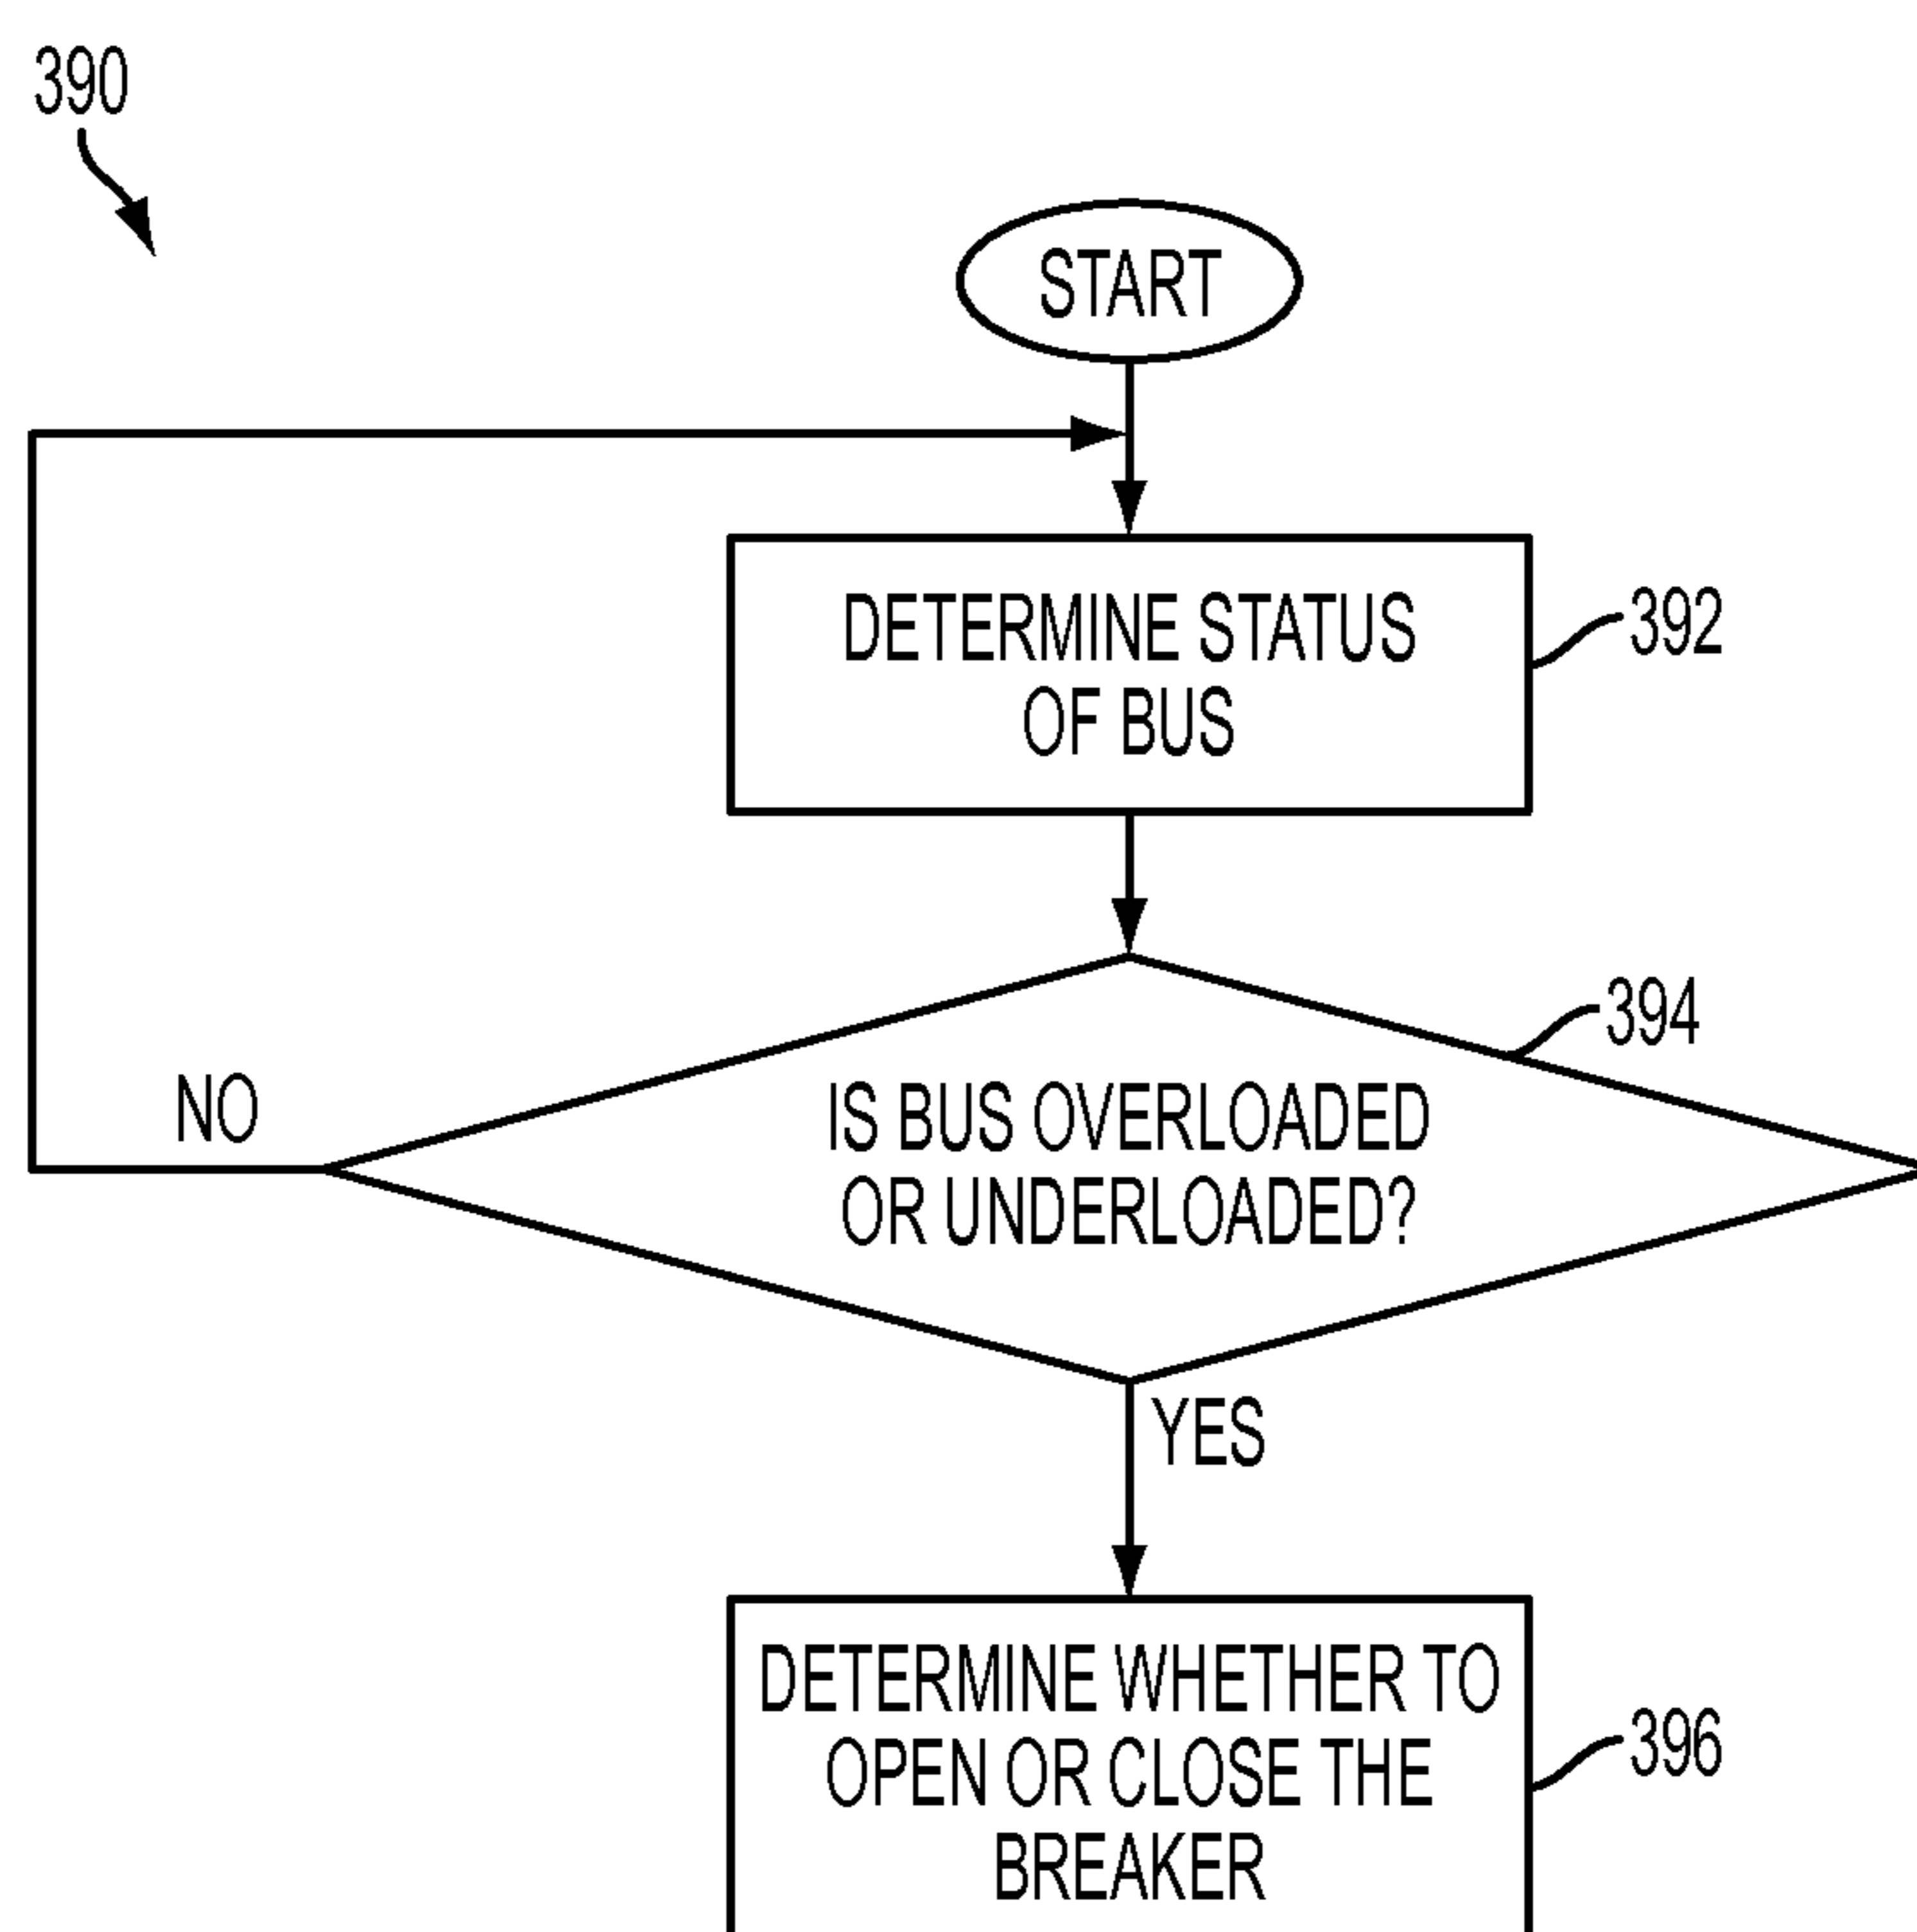 390
START
DETERMINE STATUS
OF BUS
392
394
IS BUS OVERLOADED
OR UNDERLOADED?
NO
YES
DETERMINE WHETHER TO
OPEN OR CLOSE THE
BREAKER
396